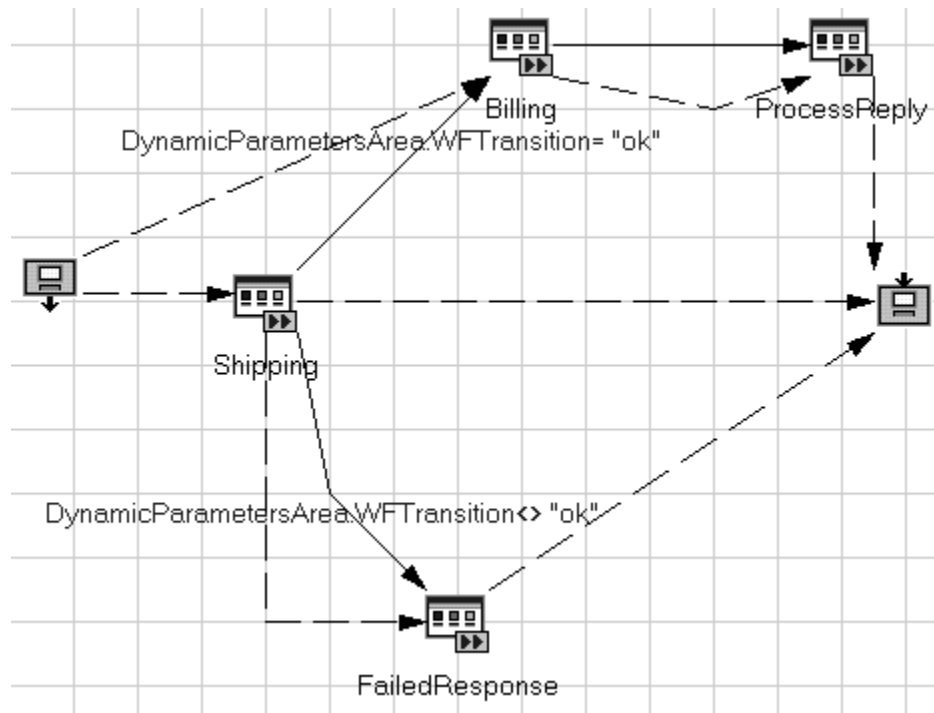 Billing
ProcessReply
DynamicParametersArea.WFTransition= "ok"
Shipping
DynamicParametersArea.WFTransition<> "ok"
FailedResponse